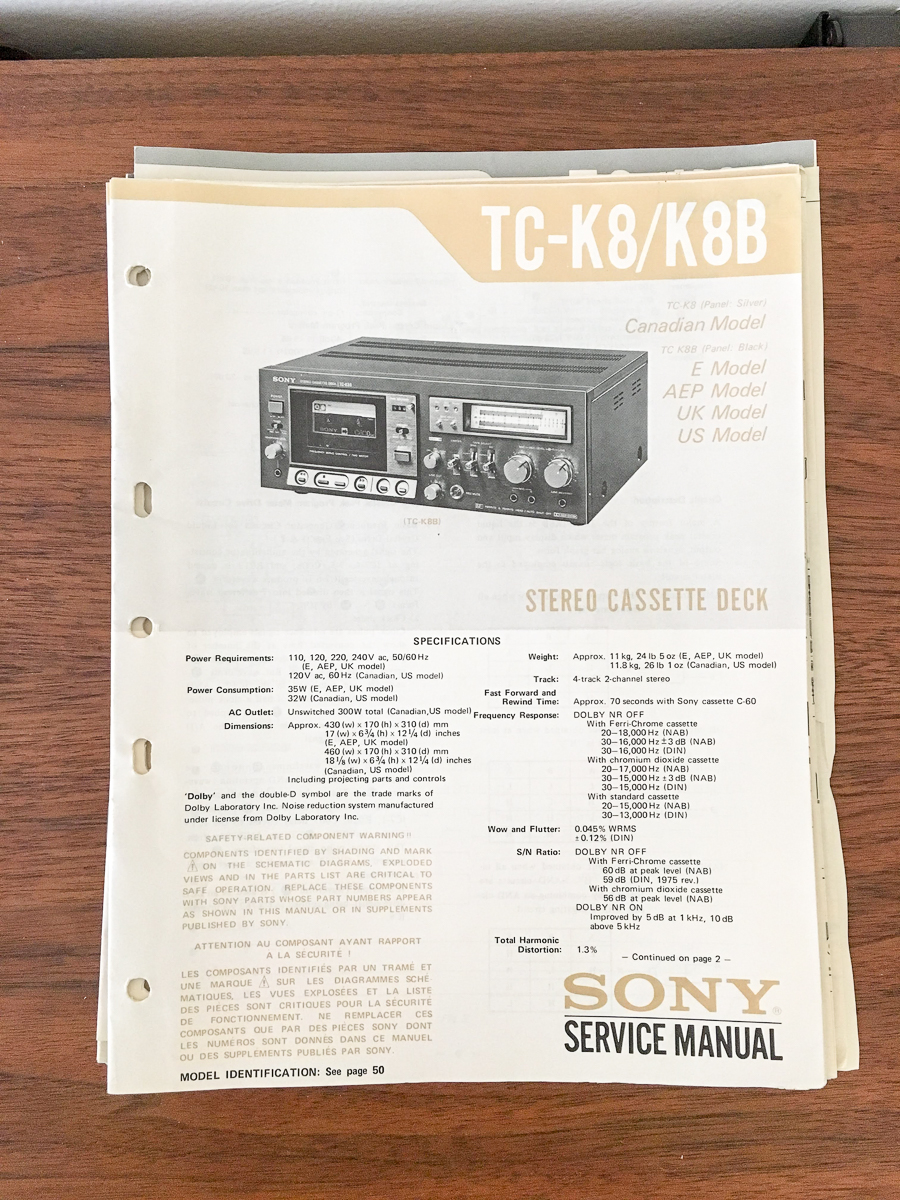 TC-K8/K8B
TC-K8 (Panel: Silver)
Canadian Model
TC K8B (Panel: Black)
E Model
AEP Model
UK Model
US Model
SONY
(TC-K8B)
STEREO CASSETTE DECK
SPECIFICATIONS
Power Requirements: 110, 120, 220, 240V ac, 50/60 Hz
(E, AEP, UK model)
120V ac, 60 Hz (Canadian, US model)
Power Consumption: 35W (E, AEP, UK model)
32W (Canadian, US model)
AC Outlet: Unswitched 300W total (Canadian,US model)
Dimensions: Approx. 430 (w) x 170 (h) x 310 (d) mm
17 (w) x 6 3/4 (h) x 12 1/4 (d) inches
(E, AEP, UK model)
460 (w) x 170 (h) x 310 (d) mm
18 1/8 (w) x 6 3/4 (h) x 12 1/4 (d) inches
(Canadian, US model)
Including projecting parts and controls
'Dolby' and the double-D symbol are the trade marks of
Dolby Laboratory Inc. Noise reduction system manufactured
under license from Dolby Laboratory Inc.
SAFETY-RELATED COMPONENT WARNING!!
COMPONENTS IDENTIFIED BY SHADING AND MARK
⚠ ON THE SCHEMATIC DIAGRAMS, EXPLODED
VIEWS AND IN THE PARTS LIST ARE CRITICAL TO
SAFE OPERATION. REPLACE THESE COMPONENTS
WITH SONY PARTS WHOSE PART NUMBERS APPEAR
AS SHOWN IN THIS MANUAL OR IN SUPPLEMENTS
PUBLISHED BY SONY.
ATTENTION AU COMPOSANT AYANT RAPPORT
A LA SÉCURITÉ !
LES COMPOSANTS IDENTIFIÉS PAR UN TRAMÉ ET
UNE MARQUE ⚠ SUR LES DIAGRAMMES SCHÉ-
MATIQUES, LES VUES EXPLOSÉES ET LA LISTE
DES PIÈCES SONT CRITIQUES POUR LA SÉCURITÉ
DE FONCTIONNEMENT. NE REMPLACER CES
COMPOSANTS QUE PAR DES PIÈCES SONY DONT
LES NUMÉROS SONT DONNÉS DANS CE MANUEL
OU DES SUPPLÉMENTS PUBLIÉS PAR SONY.
MODEL IDENTIFICATION: See page 50
Weight: Approx. 11 kg, 24 lb 5 oz (E, AEP, UK model)
11.8 kg, 26 lb 1 oz (Canadian, US model)
Track: 4-track 2-channel stereo
Fast Forward and
Rewind Time: Approx. 70 seconds with Sony cassette C-60
Frequency Response: DOLBY NR OFF
With Ferri-Chrome cassette
20–18,000 Hz (NAB)
30–16,000 Hz ±3 dB (NAB)
30–16,000 Hz (DIN)
With chromium dioxide cassette
20–17,000 Hz (NAB)
30–15,000 Hz ±3 dB (NAB)
30–15,000 Hz (DIN)
With standard cassette
20–15,000 Hz (NAB)
30–13,000 Hz (DIN)
Wow and Flutter: 0.045% WRMS
±0.12% (DIN)
S/N Ratio: DOLBY NR OFF
With Ferri-Chrome cassette
60 dB at peak level (NAB)
59 dB (DIN, 1975 rev.)
With chromium dioxide cassette
56 dB at peak level (NAB)
DOLBY NR ON
Improved by 5 dB at 1 kHz, 10 dB
above 5 kHz
Total Harmonic
Distortion: 1.3%
– Continued on page 2 –
SONY®
SERVICE MANUAL